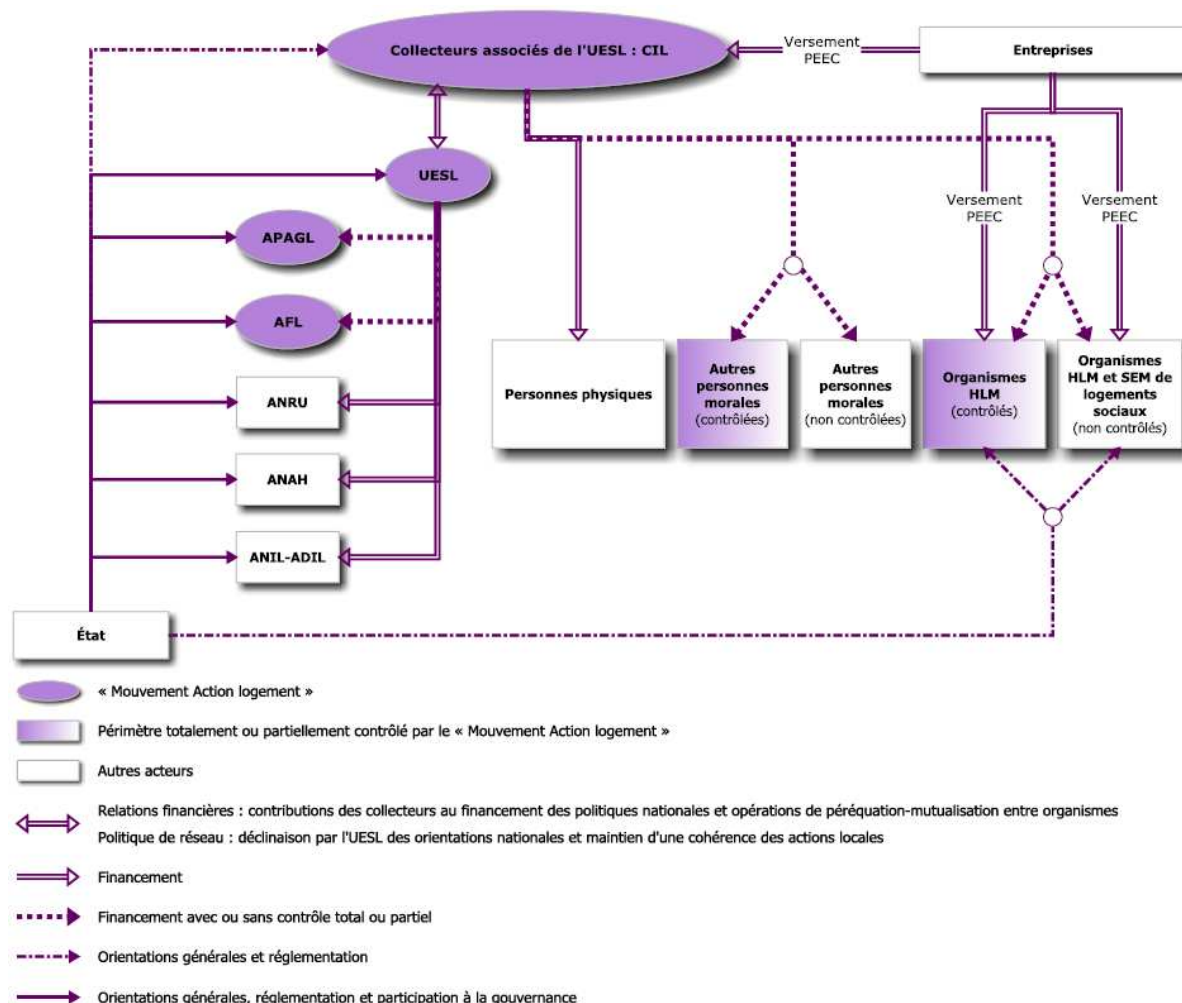 Collecteurs associés de l'UESL : CIL
Versement
PEEC
Entreprises
UESL
Versement
PEEC
Versement
PEEC
APAGL
AFL
Personnes physiques
Autres
personnes
morales
(contrôlées)
Autres
personnes
morales
(non contrôlées)
Organismes
HLM
(contrôlés)
Organismes
HLM et SEM de
logements
sociaux
(non contrôlés)
ANRU
ANAH
ANIL-ADIL
État
« Mouvement Action logement »
Périmètre totalement ou partiellement contrôlé par le « Mouvement Action logement »
Autres acteurs
Relations financières : contributions des collecteurs au financement des politiques nationales et opérations de péréquation-mutualisation entre organismes
Politique de réseau : déclinaison par l'UESL des orientations nationales et maintien d'une cohérence des actions locales
Financement
Financement avec ou sans contrôle total ou partiel
Orientations générales et réglementation
Orientations générales, réglementation et participation à la gouvernance